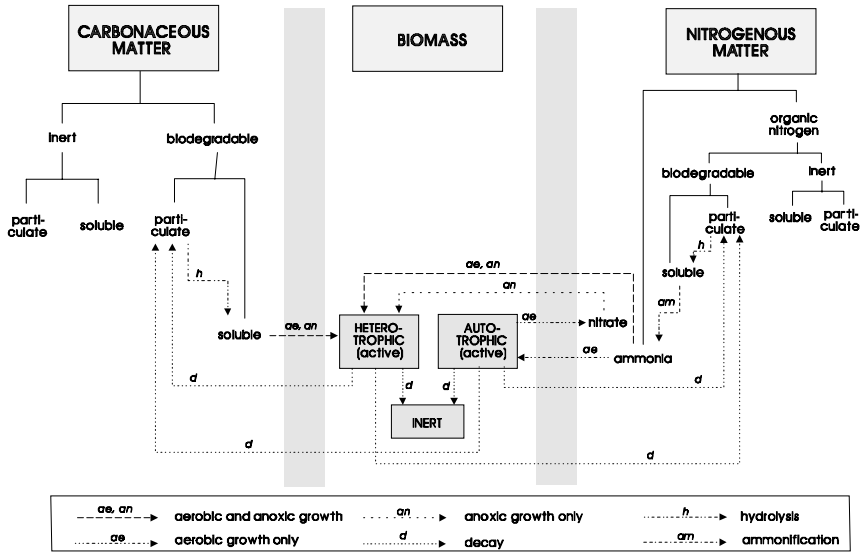 CARBONACEOUS
MATTER
BIOMASS
NITROGENOUS
MATTER
inert
biodegradable
organic
nitrogen
biodegradable
inert
parti-
culate
soluble
parti-
culate
parti-
culate
soluble
parti-
culate
h
h
soluble
ae, an
am
an
soluble
ae, an
HETERO-
TROPHIC
(active)
AUTO-
TROPHIC
(active)
ae
nitrate
ae
ammonia
d
d
d
d
INERT
d
d
ae, an
aerobic and anoxic growth
an
anoxic growth only
h
hydrolysis
ae
aerobic growth only
d
decay
am
ammonification